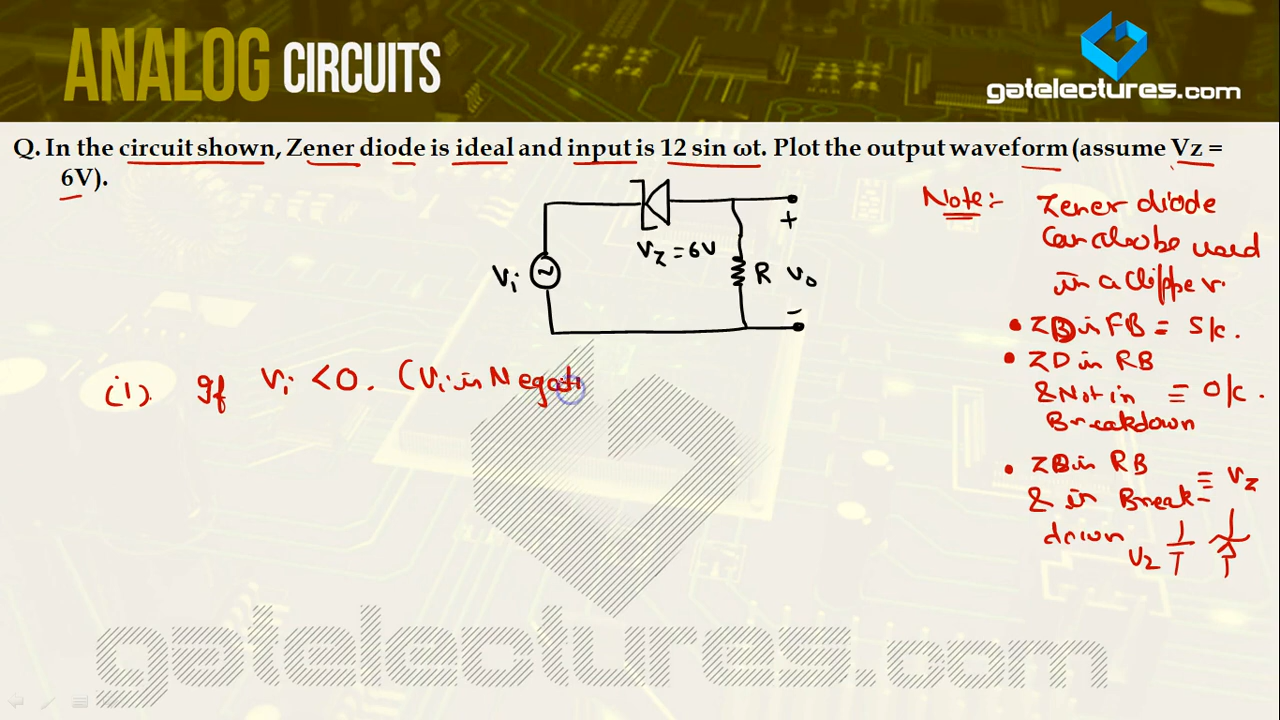 ANALOG CIRCUITS
gatelectures.com
Q. In the circuit shown, Zener diode is ideal and input is 12 sin ωt. Plot the output waveform (assume Vz =
6V).
Vz = 6V
Vi
R
+
Vo
-
Note:-
Zener diode
Can also be used
in a clipper.
• ZD in FB = S/c.
• ZD in RB
& Not in = O/c.
Breakdown
• ZD in RB
& in Break- ≡ Vz
down
Vz
(i). If Vi < 0. (Vi is Negati
gatelectures.com